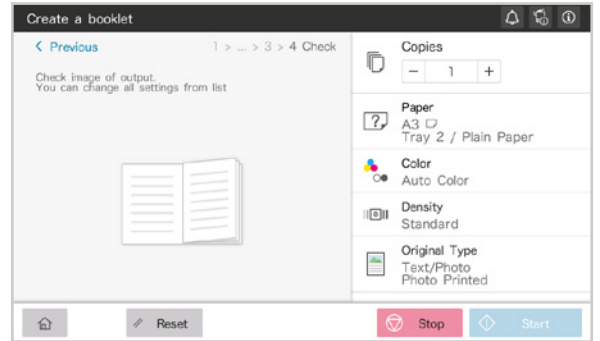 Create a booklet
Previous
1 > ... > 3 > 4 Check
Check image of output.
You can change all settings from list
Copies
− 1 +
Paper
A3
Tray 2 / Plain Paper
Color
Auto Color
Density
Standard
Original Type
Text/Photo
Photo Printed
Reset
Stop
Start